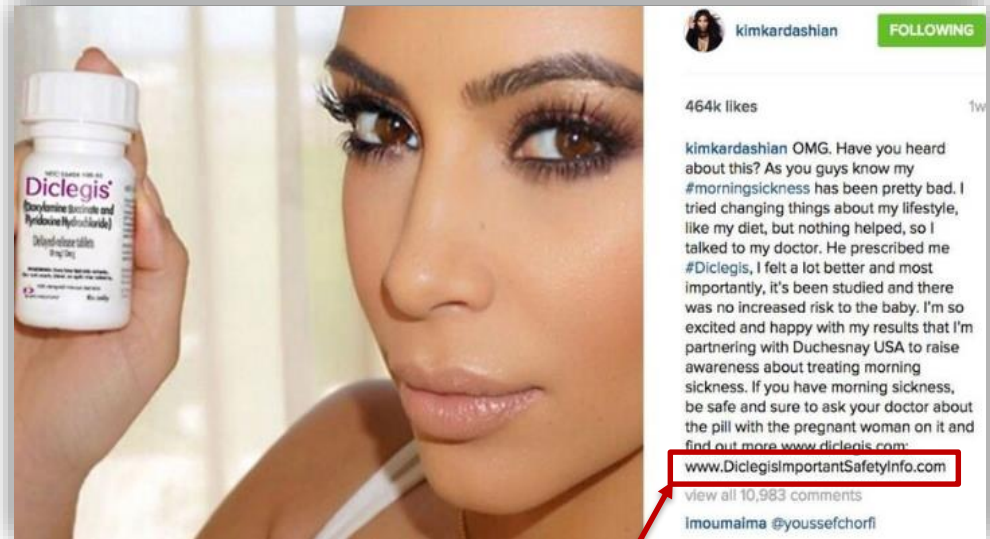 kimkardashian
FOLLOWING
464k likes
1w
kimkardashian OMG. Have you heard
about this? As you guys know my
#morningsickness has been pretty bad. I
tried changing things about my lifestyle,
like my diet, but nothing helped, so I
talked to my doctor. He prescribed me
#Diclegis, I felt a lot better and most
importantly, it's been studied and there
was no increased risk to the baby. I'm so
excited and happy with my results that I'm
partnering with Duchesnay USA to raise
awareness about treating morning
sickness. If you have morning sickness,
be safe and sure to ask your doctor about
the pill with the pregnant woman on it and
find out more www.diclegis.com;
www.DiclegisImportantSafetyInfo.com
view all 10,983 comments
imoumaima @youssefchorfi
Diclegis
(Doxylamine Succinate and
Pyridoxine Hydrochloride)
Delayed-release tablets
Rx only